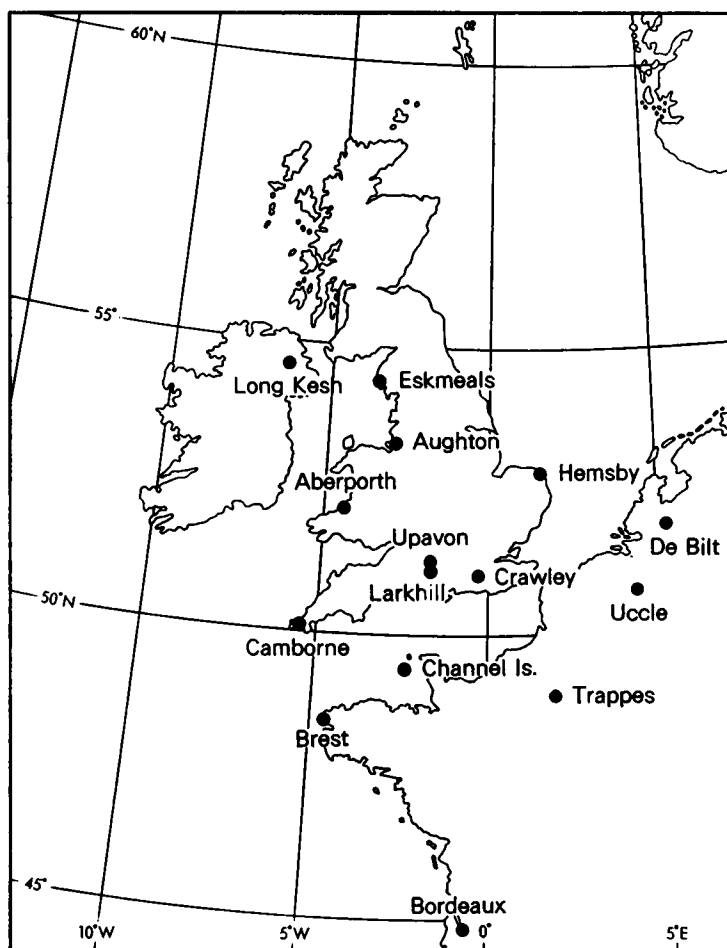 60°N
55°
Long Kesh
Eskmeals
Aughton
Aberporth
Hemsby
Upavon
De Bilt
Larkhill
Crawley
Uccle
50°N
Camborne
Channel Is.
Trappes
Brest
45°
Bordeaux
10°W
5°W
0°
5°E